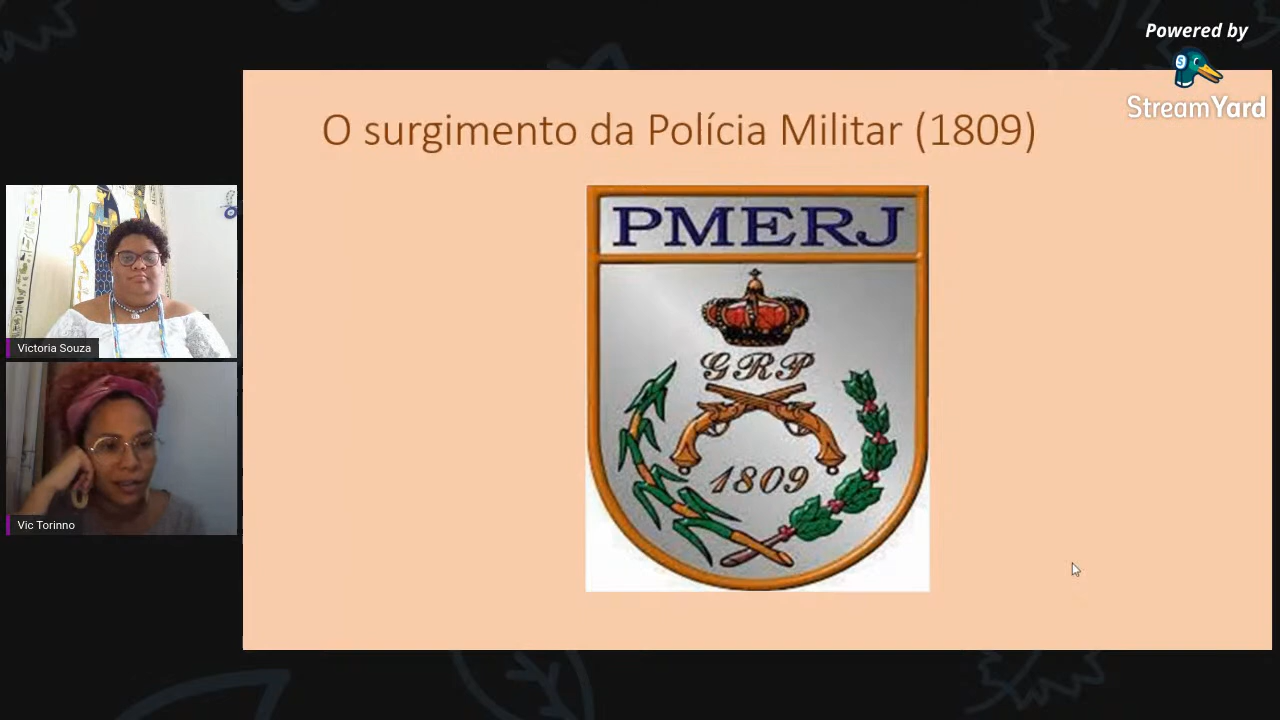 Powered by
StreamYard
O surgimento da Polícia Militar (1809)
PMERJ
GRP
1809
Victoria Souza
Vic Torinno